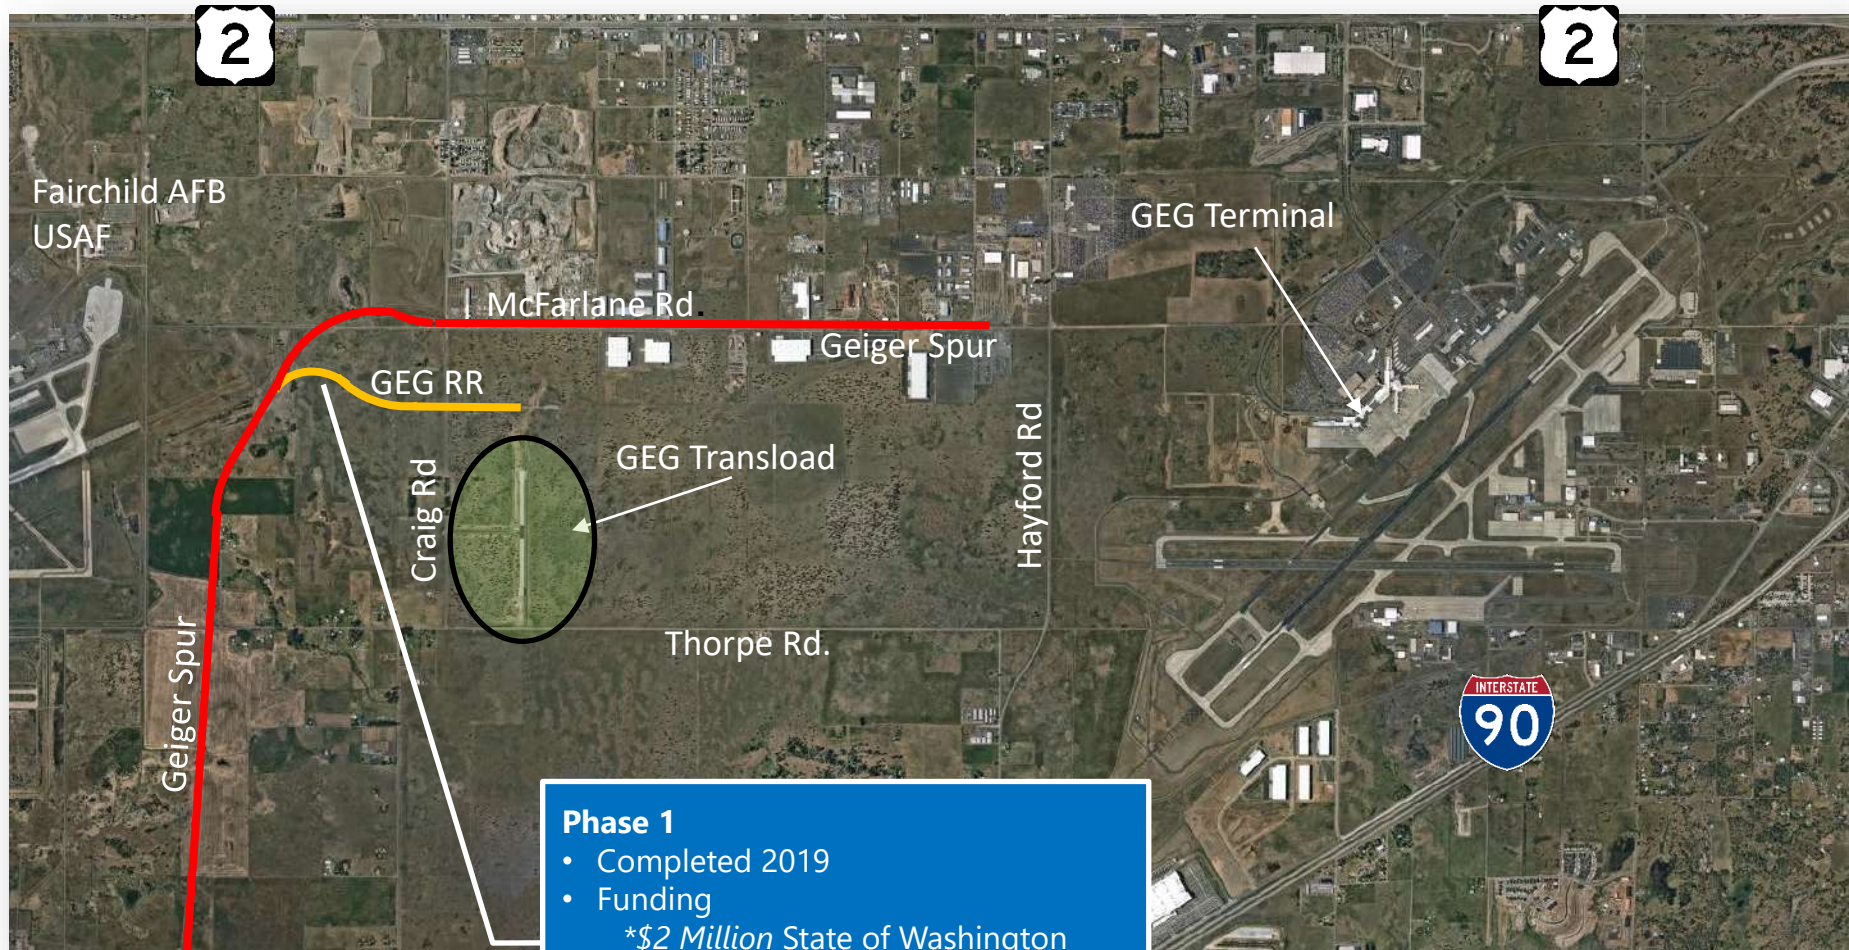 2
2
Fairchild AFB
USAF
GEG Terminal
McFarlane Rd.
Geiger Spur
GEG RR
GEG Transload
Craig Rd
Hayford Rd
Thorpe Rd.
Geiger Spur
INTERSTATE
90
Phase 1
• Completed 2019
• Funding
*$2 Million State of Washington